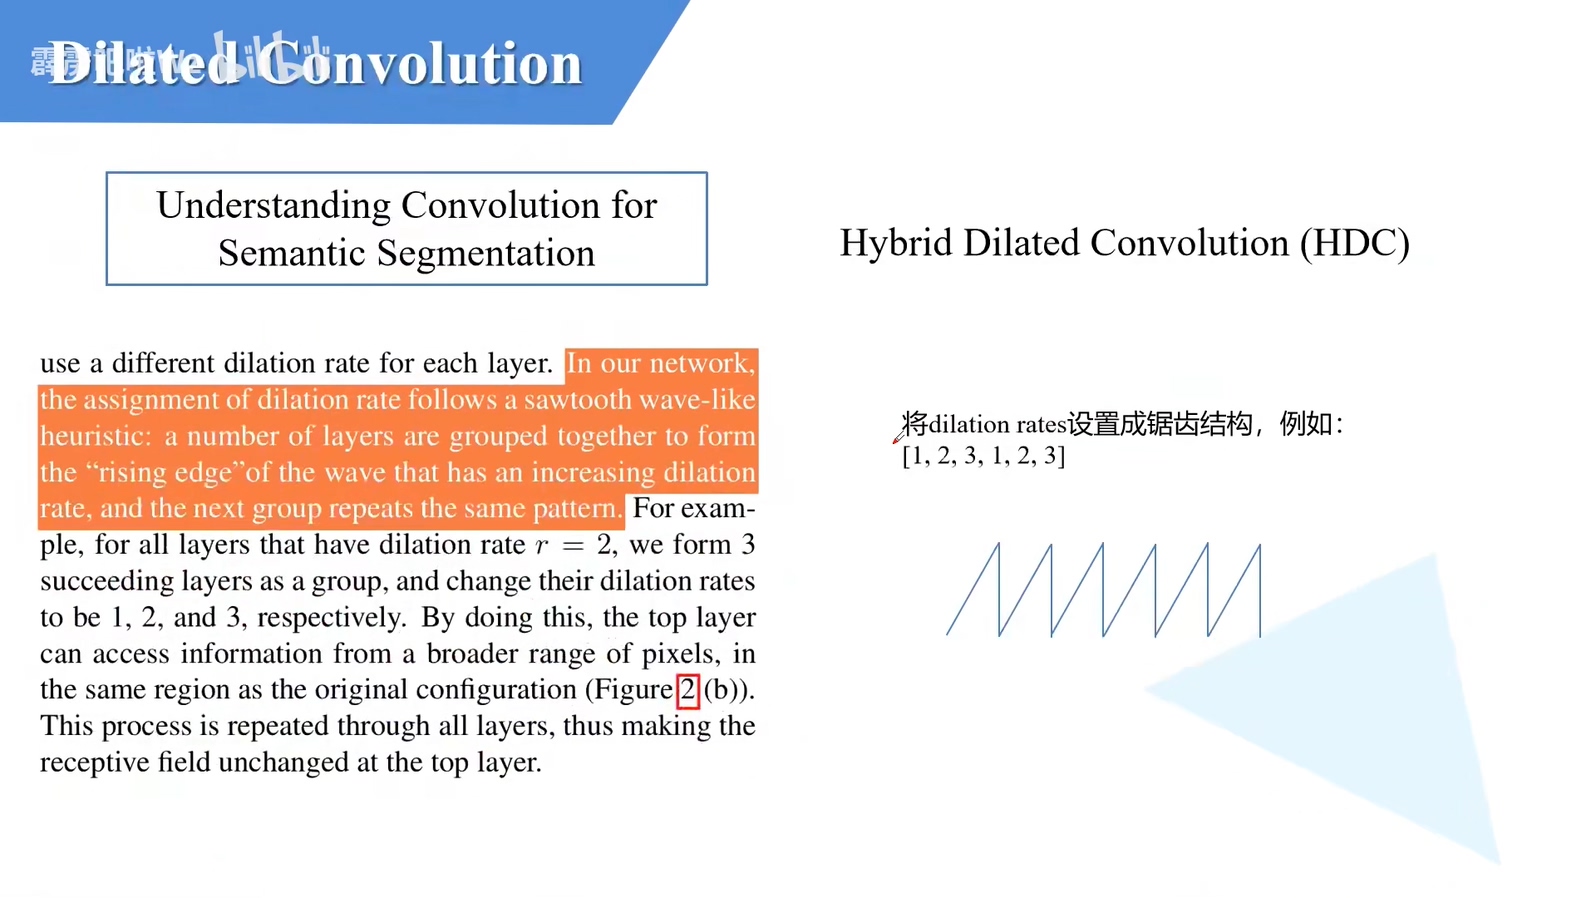 Dilated Convolution
Understanding Convolution for
Semantic Segmentation
Hybrid Dilated Convolution (HDC)
use a different dilation rate for each layer. In our network,
the assignment of dilation rate follows a sawtooth wave-like
heuristic: a number of layers are grouped together to form
the “rising edge”of the wave that has an increasing dilation
rate, and the next group repeats the same pattern. For exam-
ple, for all layers that have dilation rate r = 2, we form 3
succeeding layers as a group, and change their dilation rates
to be 1, 2, and 3, respectively. By doing this, the top layer
can access information from a broader range of pixels, in
the same region as the original configuration (Figure 2 (b)).
This process is repeated through all layers, thus making the
receptive field unchanged at the top layer.
将dilation rates设置成锯齿结构，例如：
[1, 2, 3, 1, 2, 3]